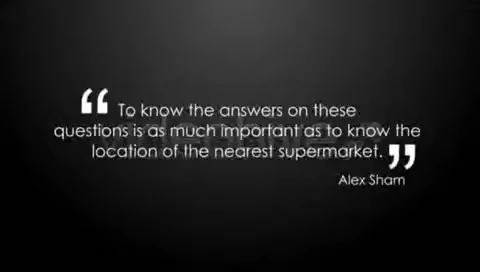 “ To know the answers on these
questions is as much important as to know the
location of the nearest supermarket. ”
Alex Sham